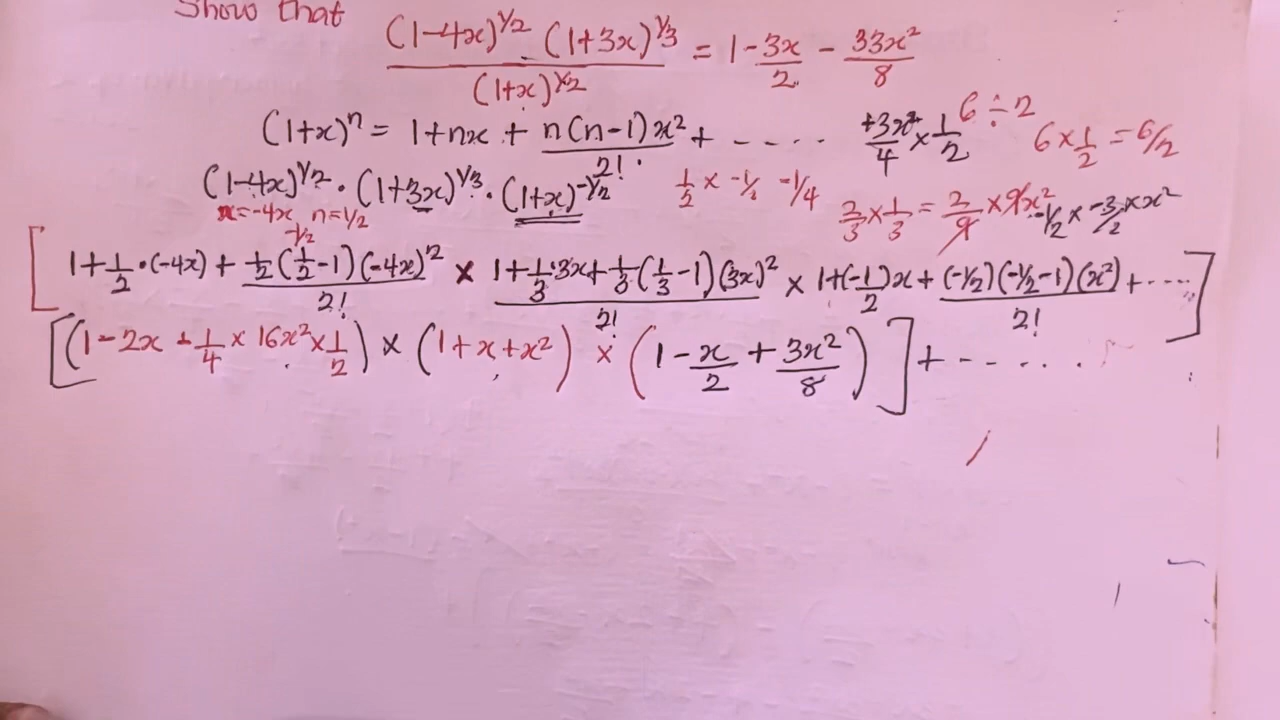 Show that
(1-4x)^1/2 (1+3x)^1/3 / (1+x)^1/2 = 1 - 3x/2 - 33x²/8
(1+x)^n = 1+nx + n(n-1)x²/2! + - - - . . . . +3x²/4 × 1/2 6÷2 6×1/2 = 6/2
(1-4x)^1/2 · (1+3x)^1/3 · (1+x)^-1/2 1/2 × -1/2 -1/4 2/3 × 1/3 = 2/9 × 9x² -1/2 × -3/2 × x²
x=-4x n=1/2
-1/2
[1+1/2·(-4x) + 1/2(1/2-1)(-4x)²/2! × 1+1/3·3x+1/3(1/3-1)(3x)²/2! × 1+(-1/2)x + (-1/2)(-1/2-1)(x²)/2! + - - ...]
[(1-2x + -1/4 × 16x² × 1/2) × (1+x+x²) × (1 - x/2 + 3x²/8)] + - - . . . .